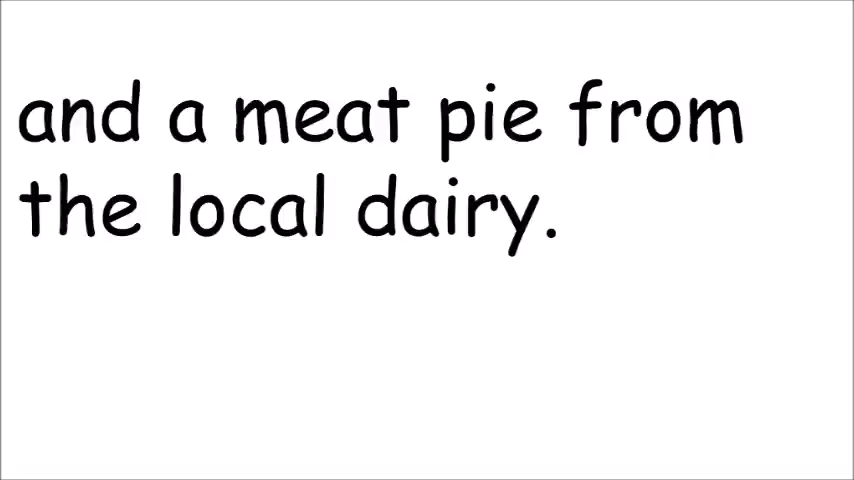 and a meat pie from
the local dairy.